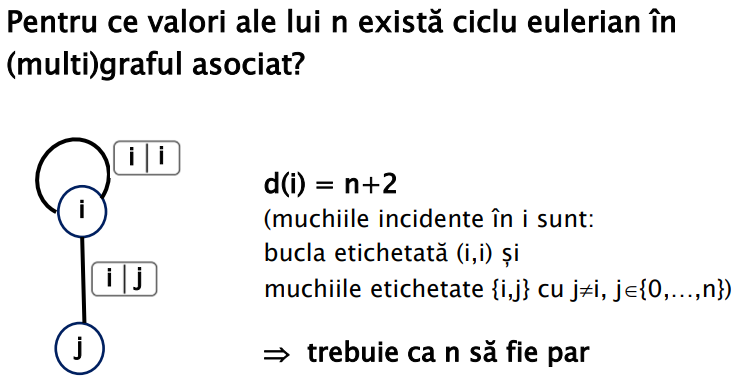 Pentru ce valori ale lui n există ciclu eulerian în
(multi)graful asociat?
i | i
i
d(i) = n+2
(muchiile incidente în i sunt:
bucla etichetată (i,i) și
i | j
muchiile etichetate {i,j} cu j≠i, j∈{0,…,n})
j
⇒ trebuie ca n să fie par